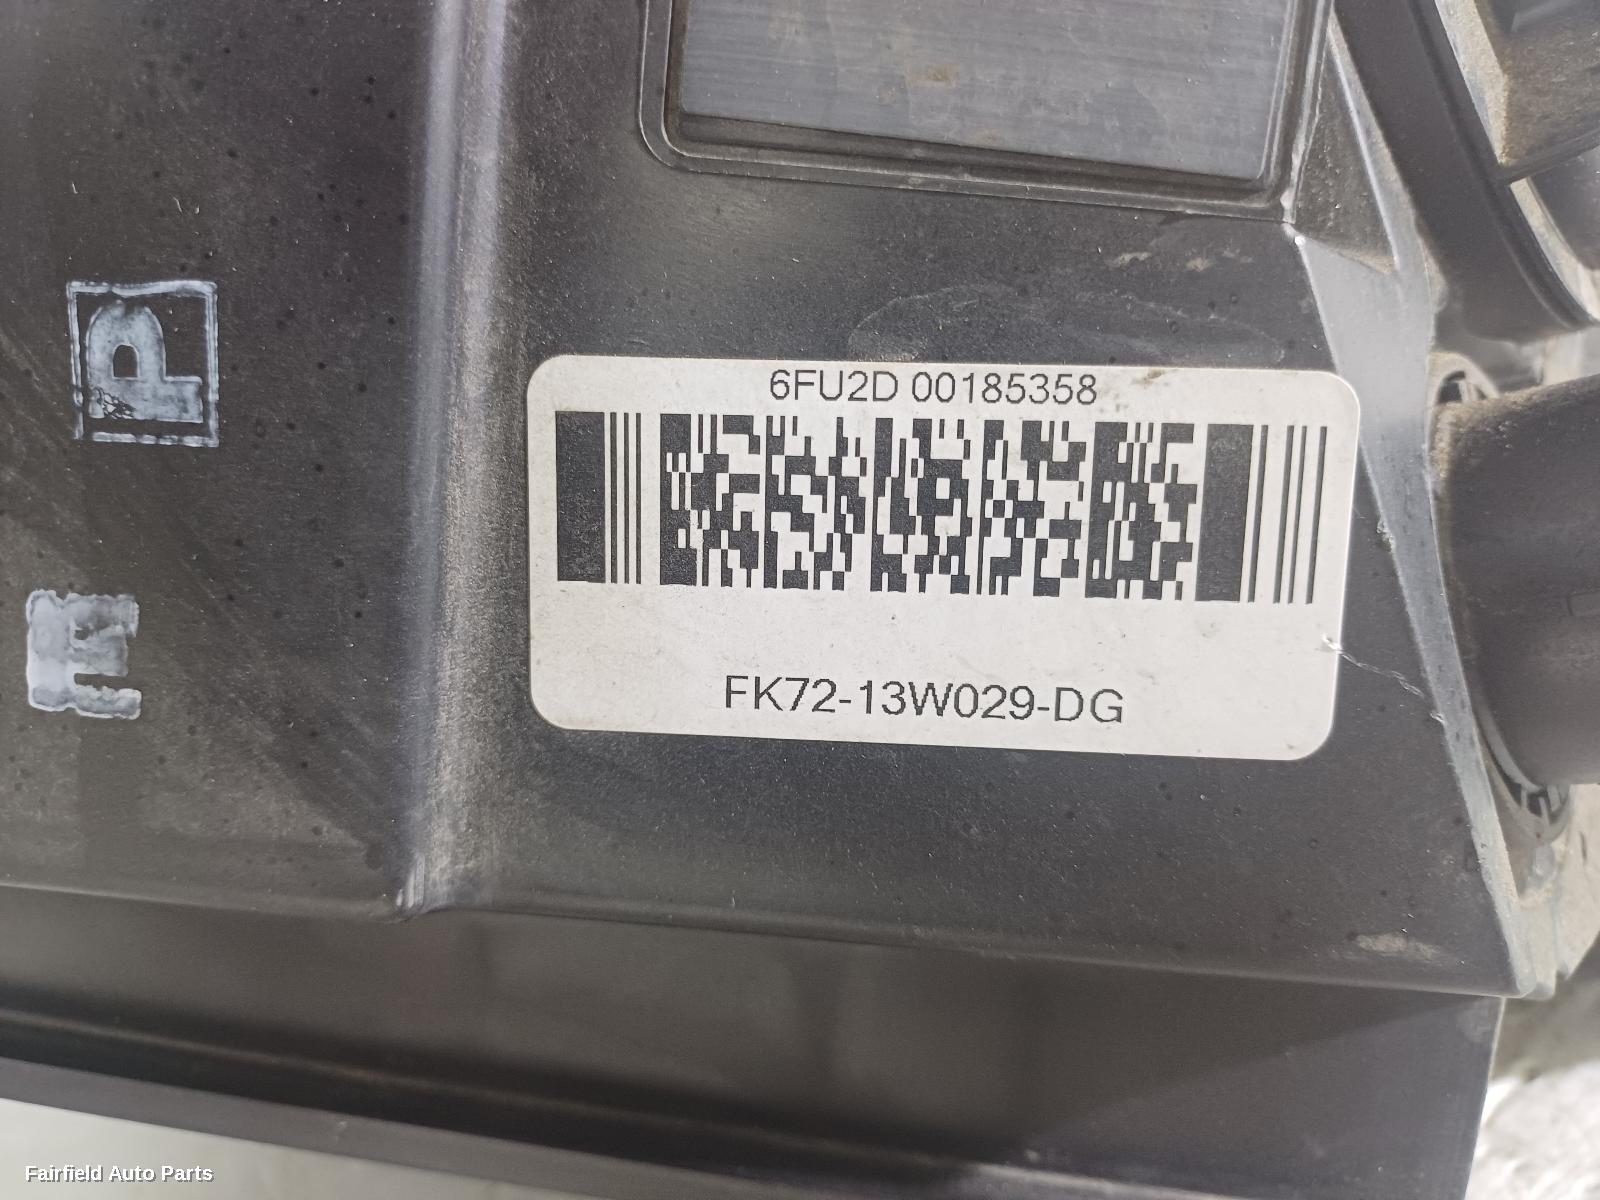 6FU2D 00185358
P
E
FK72-13W029-DG
Fairfield Auto Parts